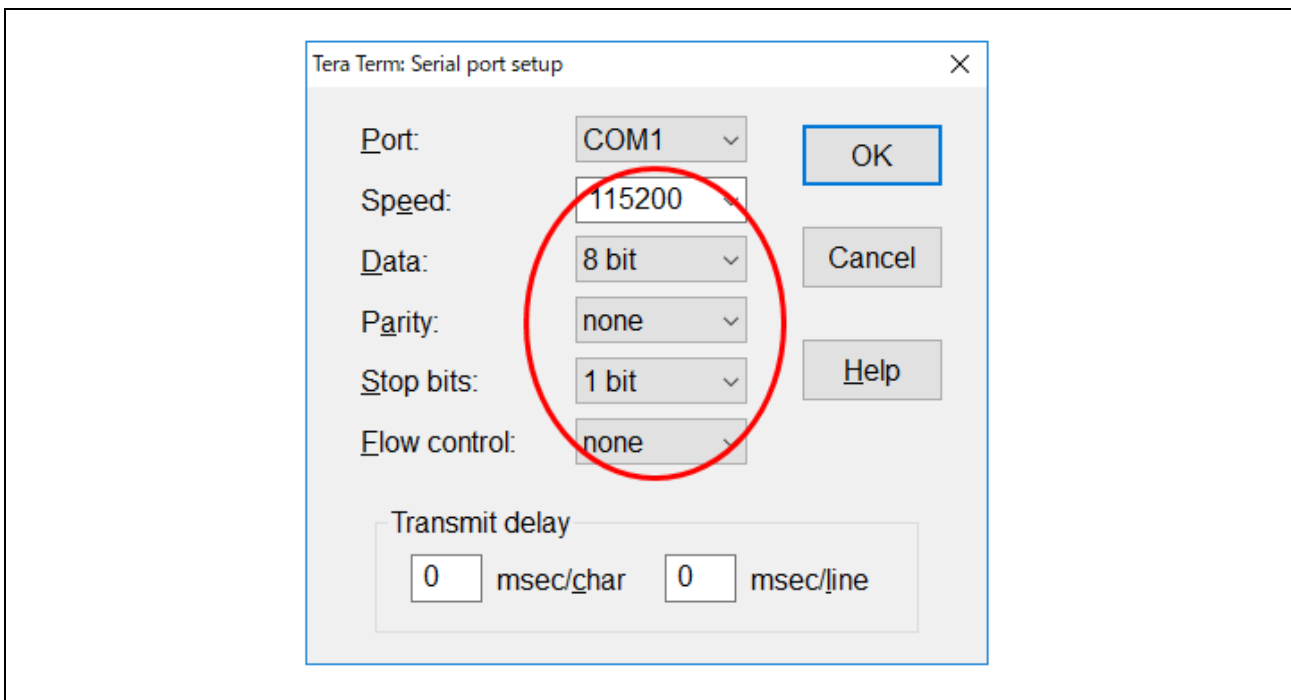 Tera Term: Serial port setup
Port: COM1
OK
Speed: 115200
Data: 8 bit
Cancel
Parity: none
Stop bits: 1 bit
Help
Flow control: none
Transmit delay
0 msec/char 0 msec/line